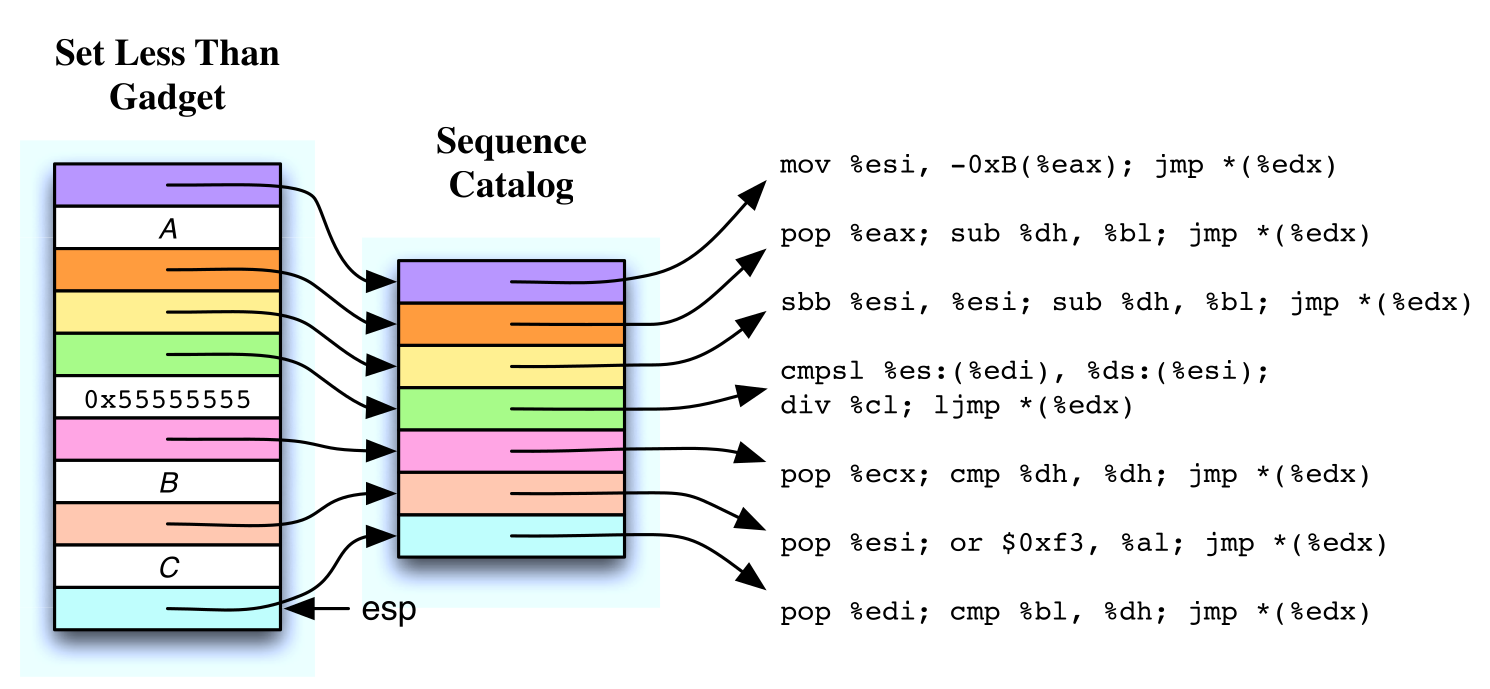 Set Less Than
Gadget
A
0x55555555
B
C
esp
Sequence
Catalog
mov %esi, -0xB(%eax); jmp *(%edx)
pop %eax; sub %dh, %bl; jmp *(%edx)
sbb %esi, %esi; sub %dh, %bl; jmp *(%edx)
cmpsl %es:(%edi), %ds:(%esi);
div %cl; ljmp *(%edx)
pop %ecx; cmp %dh, %dh; jmp *(%edx)
pop %esi; or $0xf3, %al; jmp *(%edx)
pop %edi; cmp %bl, %dh; jmp *(%edx)